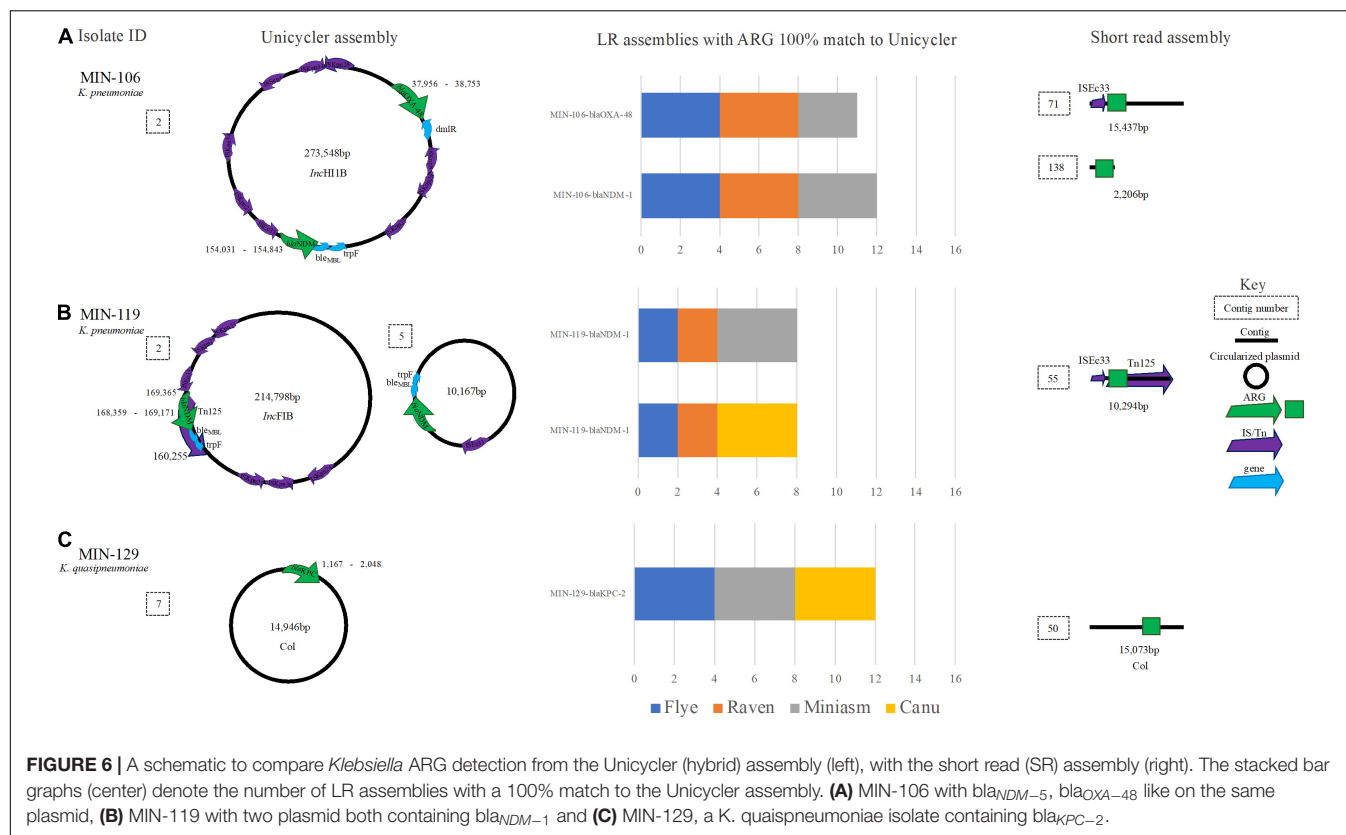 A Isolate ID
Unicycler assembly
LR assemblies with ARG 100% match to Unicycler
Short read assembly
MIN-106
K. pneumoniae
2
37,956 - 38,753
dmlR
273,548bp
IncHI1B
blaNDM
154,031 - 154,843
bleMBL
trpF
MIN-106-blaOXA-48
MIN-106-blaNDM-1
0 2 4 6 8 10 12 14 16
71
ISEc33
15,437bp
138
2,206bp
B MIN-119
K. pneumoniae
2
169,365
168,359 - 169,171
blaNDM
Tn125
bleMBL
trpF
160,255
214,798bp
IncFIB
5
trpF
bleMBL
blaNDM
10,167bp
MIN-119-blaNDM-1
MIN-119-blaNDM-1
0 2 4 6 8 10 12 14 16
55
ISEc33
Tn125
10,294bp
Key
Contig number
Contig
Circularized plasmid
ARG
IS/Tn
gene
C
MIN-129
K. quasipneumoniae
7
blaKPC
1,167 - 2,048
14,946bp
Col
MIN-129-blaKPC-2
0 2 4 6 8 10 12 14 16
Flye Raven Miniasm Canu
50
15,073bp
Col
FIGURE 6 | A schematic to compare Klebsiella ARG detection from the Unicycler (hybrid) assembly (left), with the short read (SR) assembly (right). The stacked bar
graphs (center) denote the number of LR assemblies with a 100% match to the Unicycler assembly. (A) MIN-106 with blaNDM−5, blaOXA−48 like on the same
plasmid, (B) MIN-119 with two plasmid both containing blaNDM−1 and (C) MIN-129, a K. quaispneumoniae isolate containing blaKPC−2.